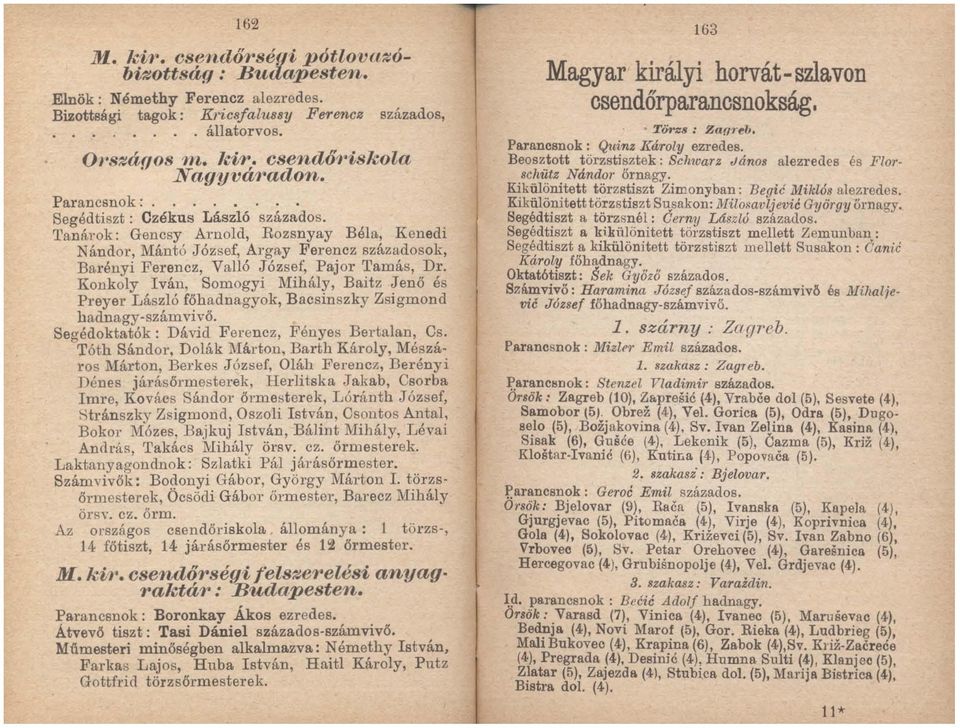 162
M. kir. csendőrségi pótlovazó-
bizottság : Budapesten.
Elnök : Némethy Ferencz alezredes.
Bizottsági tagok : Kricsfalussy Ferencz százados,
. . . . . . . . . állatorvos.
Országos m. kir. csendőriskola
Nagyváradon.
Parancsnok : . . . . . . . .
Segédtiszt : Czékus László százados.
Tanárok : Gencsy Arnold, Rozsnyay Béla, Kenedi
Nándor, Mántó József, Argay Ferencz századosok,
Barényi Ferencz, Valló József, Pajor Tamás, Dr.
Konkoly Iván, Somogyi Mihály, Baitz Jenő és
Preyer László főhadnagyok, Bacsinszky Zsigmond
hadnagy-számvivő.
Segédoktatók : Dávid Ferencz, Fényes Bertalan, Cs.
Tóth Sándor, Dolák Márton, Barth Károly, Mészá-
ros Márton, Berkes József, Oláh Ferencz, Berényi
Dénes járásőrmesterek, Herlitska Jakab, Csorba
Imre, Kovács Sándor őrmesterek, Lóránth József,
Stránszky Zsigmond, Oszoli István, Csontos Antal,
Bokor Mózes, Bajkuj István, Bálint Mihály, Lévai
András, Takács Mihály örsv. cz. őrmesterek.
Laktanyagondnok : Szlatki Pál járásőrmester.
Számvivők : Bodonyi Gábor, György Márton I. törzs-
őrmesterek, Öcsödi Gábor őrmester, Barecz Mihály
örsv. cz. őrm.
Az országos csendőriskola állománya : 1 törzs-,
14 főtiszt, 14 járásőrmester és 12 őrmester.
M. kir. csendőrségi felszerelési anyag-
raktár : Budapesten.
Parancsnok : Boronkay Ákos ezredes.
Átvevő tiszt : Tasi Dániel százados-számvivő.
Műmesteri minőségben alkalmazva : Némethy István,
Farkas Lajos, Huba István, Haitl Károly, Putz
Gottfrid törzsőrmesterek.
163
Magyar királyi horvát-szlavon
csendőrparancsnokság.
Törzs : Zagreb.
Parancsnok : Quinz Károly ezredes.
Beosztott törzstisztek : Schwarz János alezredes és Flor-
schütz Nándor őrnagy.
Kikülönített törzstiszt Zimonyban : Begić Miklós alezredes.
Kikülönített törzstiszt Susakon : Milosavljević György őrnagy.
Segédtiszt a törzsnél : Černy László százados.
Segédtiszt a kikülönített törzstiszt mellett Zemunban :
Segédtiszt a kikülönített törzstiszt mellett Susakon : Čanić
Károly főhadnagy.
Oktatótiszt : Šek Győző százados.
Számvivő : Haramina József százados-számvivő és Mihalje-
vić József főhadnagy-számvivő.
1. szárny : Zagreb.
Parancsnok : Mizler Emil százados.
1. szakasz : Zagreb.
Parancsnok : Stenzel Vladimir százados.
Örsök : Zagreb (10), Zaprešić (4), Vrabče dol (5), Sesvete (4),
Samobor (5), Obrež (4), Vel. Gorica (5), Odra (5), Dugo-
selo (5), Božjakovina (4), Sv. Ivan Zelina (4), Kasina (4),
Sisak (6), Gušće (4), Lekenik (5), Čazma (5), Križ (4),
Kloštar-Ivanić (6), Kutina (4), Popovača (5).
2. szakasz : Bjelovar.
Parancsnok : Geroć Emil százados.
Örsök : Bjelovar (9), Rača (5), Ivanska (5), Kapela (4),
Gjurgjevac (5), Pitomača (4), Virje (4), Koprivnica (4),
Gola (4), Sokolovac (4), Križevci (5), Sv. Ivan Zabno (6),
Vrbovec (5), Sv. Petar Orehovec (4), Garešnica (5),
Hercegovac (4), Grubišnopolje (4), Vel. Grdjevac (4).
3. szakasz : Varaždin.
Id. parancsnok : Bećić Adolf hadnagy.
Örsök : Varasd (7), Vinica (4), Ivanec (5), Maruševac (4),
Bednja (4), Novi Marof (5), Gor. Rieka (4), Ludbrieg (5),
Mali Bukovec (4), Krapina (6), Zabok (4), Sv. Križ-Začreće
(4), Pregrada (4), Desinić (4), Humna Sulti (4), Klanjec (5),
Zlatar (5), Zajezda (4), Stubica dol. (5), Marija Bistrica (4),
Bistra dol. (4).
11*